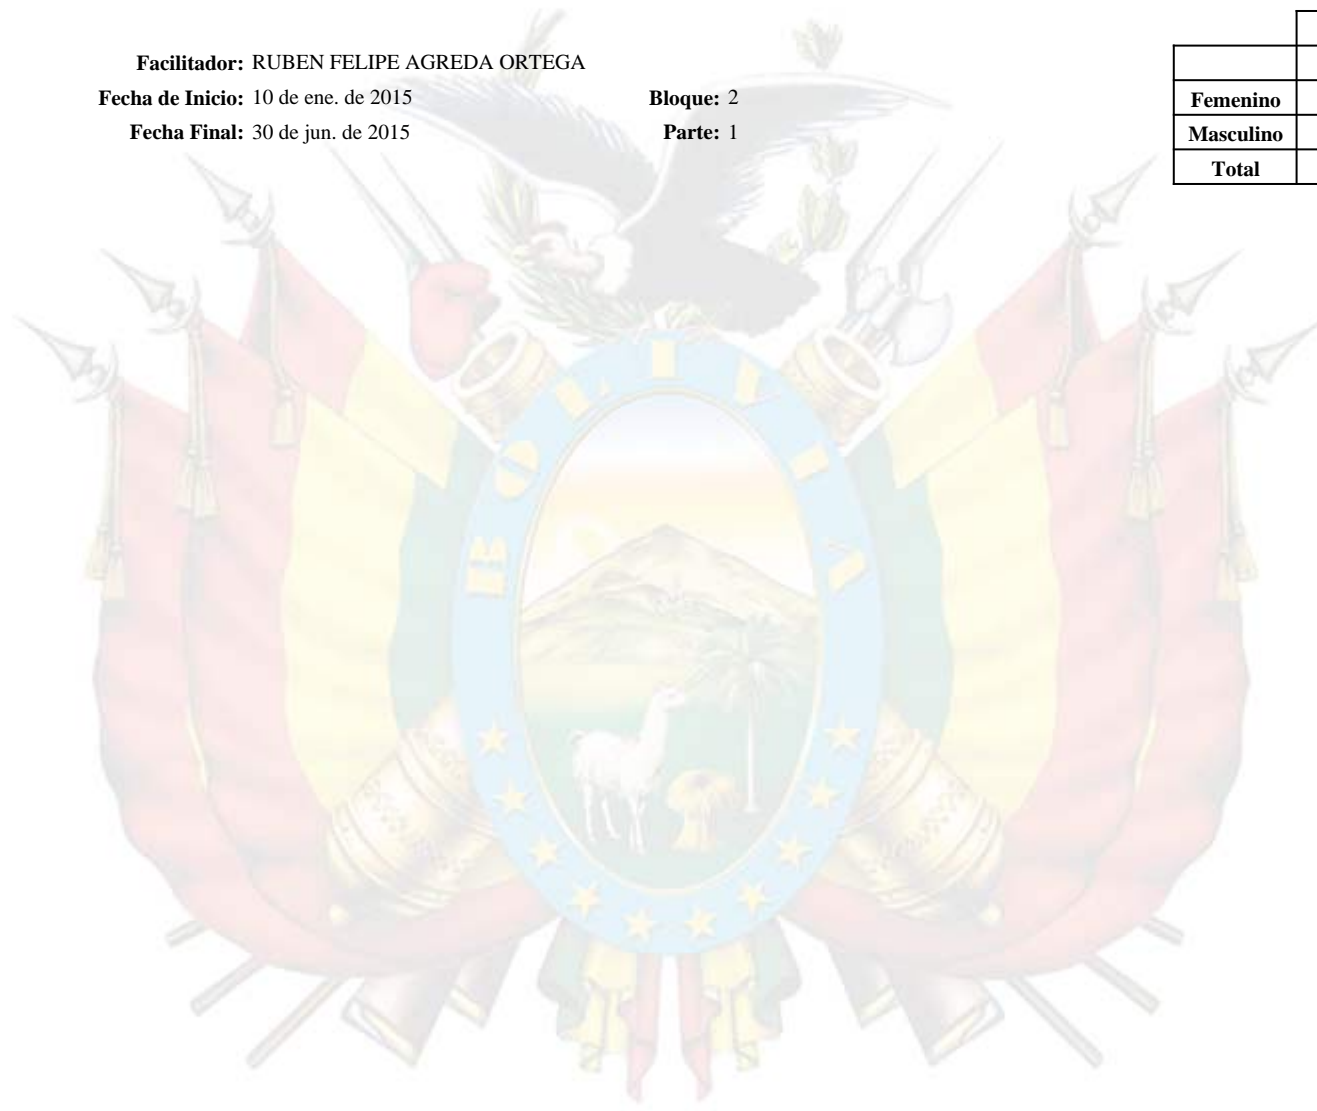 Facilitador: RUBEN FELIPE AGREDA ORTEGA
Fecha de Inicio: 10 de ene. de 2015 Bloque: 2
Fecha Final: 30 de jun. de 2015 Parte: 1
Femenino
Masculino
Total
BOLIVIA